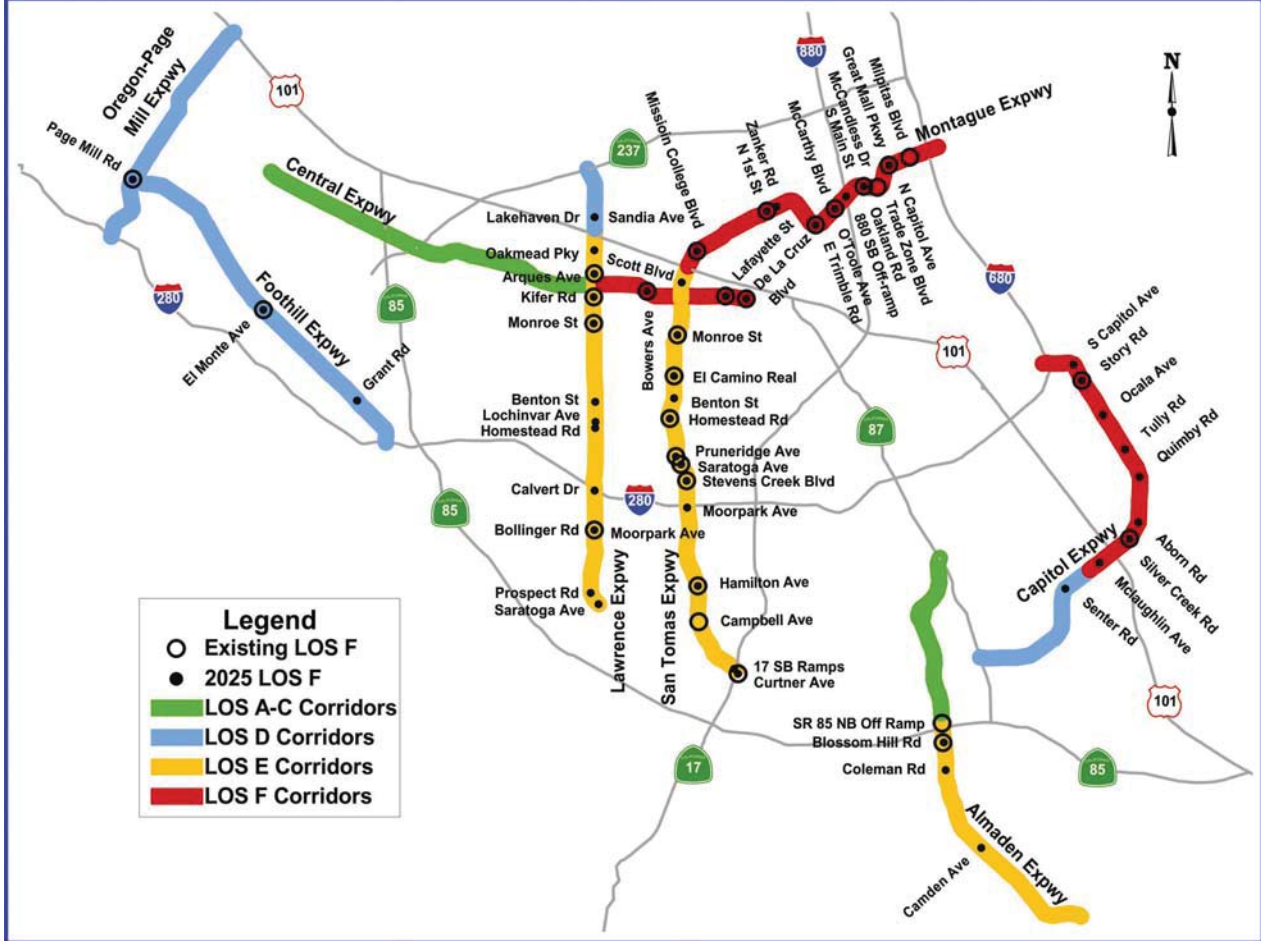 Oregon-Page
Mill Expwy
Page Mill Rd
101
880
N
237
Mission College Blvd
Zanker Rd
N 1st St
McCarthy Blvd
S Main St
McCandless Dr
Great Mall Pkwy
Milpitas Blvd
Montague Expwy
Central Expwy
Lakehaven Dr
Sandia Ave
Oakmead Pky
Arques Ave
Scott Blvd
Kifer Rd
Monroe St
Lafayette St
De La Cruz
Blvd
E Trimble Rd
O'Toole Ave
880 SB Off-ramp
Oakland Rd
Trade Zone Blvd
N Capitol Ave
280
85
Foothill Expwy
El Monte Ave
Grant Rd
Bowers Ave
Monroe St
El Camino Real
Benton St
Homestead Rd
680
101
S Capitol Ave
Story Rd
Ocala Ave
Tully Rd
Quimby Rd
Benton St
Lochinvar Ave
Homestead Rd
Pruneridge Ave
Saratoga Ave
Stevens Creek Blvd
87
85
Calvert Dr
280
Moorpark Ave
Bollinger Rd
Moorpark Ave
Capitol Expwy
Aborn Rd
Silver Creek Rd
Mclaughlin Ave
Senter Rd
Prospect Rd
Saratoga Ave
Lawrence Expwy
San Tomas Expwy
Hamilton Ave
Campbell Ave
17 SB Ramps
Curtner Ave
101
SR 85 NB Off Ramp
Blossom Hill Rd
Coleman Rd
17
85
Almaden Expwy
Camden Ave
Legend
Existing LOS F
2025 LOS F
LOS A-C Corridors
LOS D Corridors
LOS E Corridors
LOS F Corridors